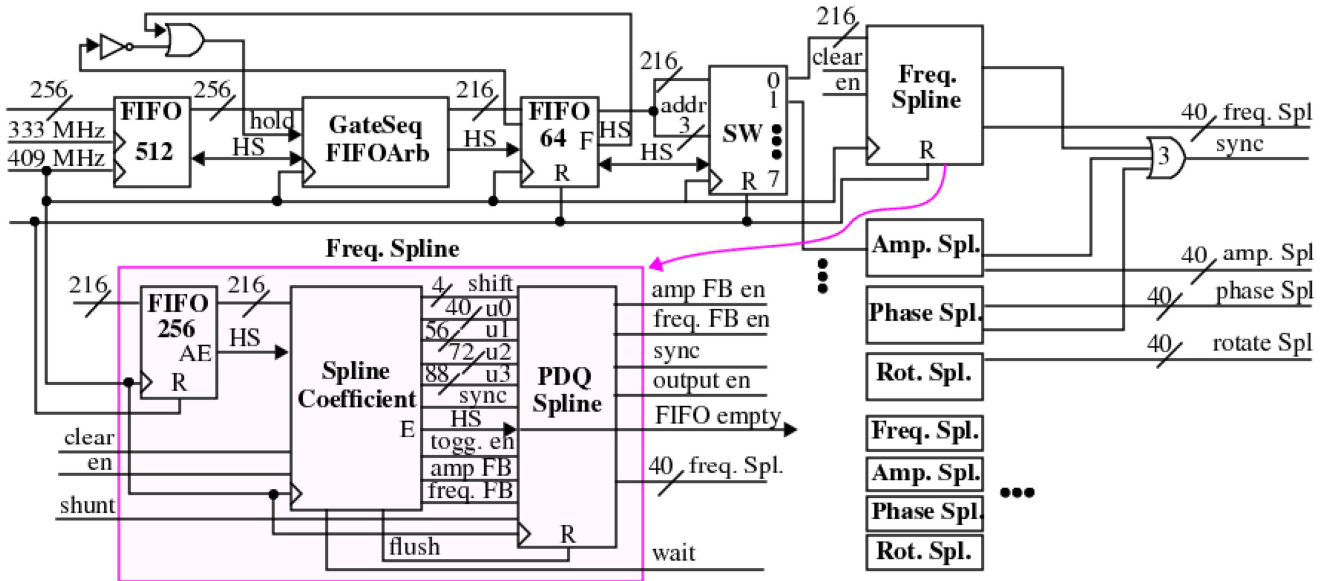 256
333 MHz
409 MHz
FIFO
512
256
hold
HS
GateSeq
FIFOArb
216
HS
FIFO
64
F
R
HS
HS
216
addr
3
SW
0
1
7
R
216
clear
en
Freq.
Spline
R
40 freq. Spl
sync
3
Amp. Spl.
40 amp. Spl
Phase Spl.
40 phase Spl
Rot. Spl.
40 rotate Spl
Freq. Spl.
Amp. Spl.
Phase Spl.
Rot. Spl.
Freq. Spline
216
FIFO
256
AE
R
216
HS
Spline
Coefficient
E
4 shift
40 u0
56 u1
72 u2
88 u3
sync
HS
togg. en
amp FB
freq. FB
PDQ
Spline
R
amp FB en
freq. FB en
sync
output en
FIFO empty
40 freq. Spl.
clear
en
shunt
flush
wait